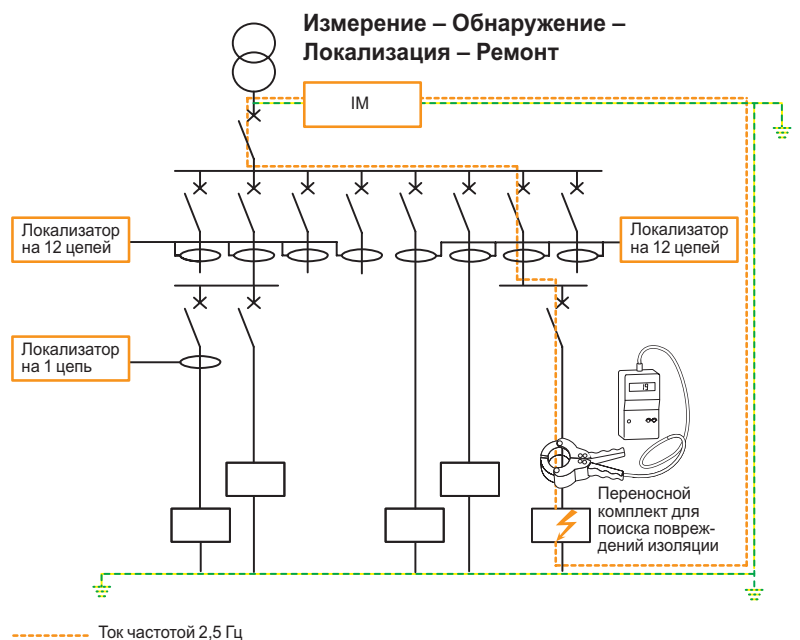 Измерение – Обнаружение –
Локализация – Ремонт
IM
Локализатор
на 12 цепей
Локализатор
на 12 цепей
Локализатор
на 1 цепь
19
Переносной
комплект для
поиска повреж-
дений изоляции
Ток частотой 2,5 Гц